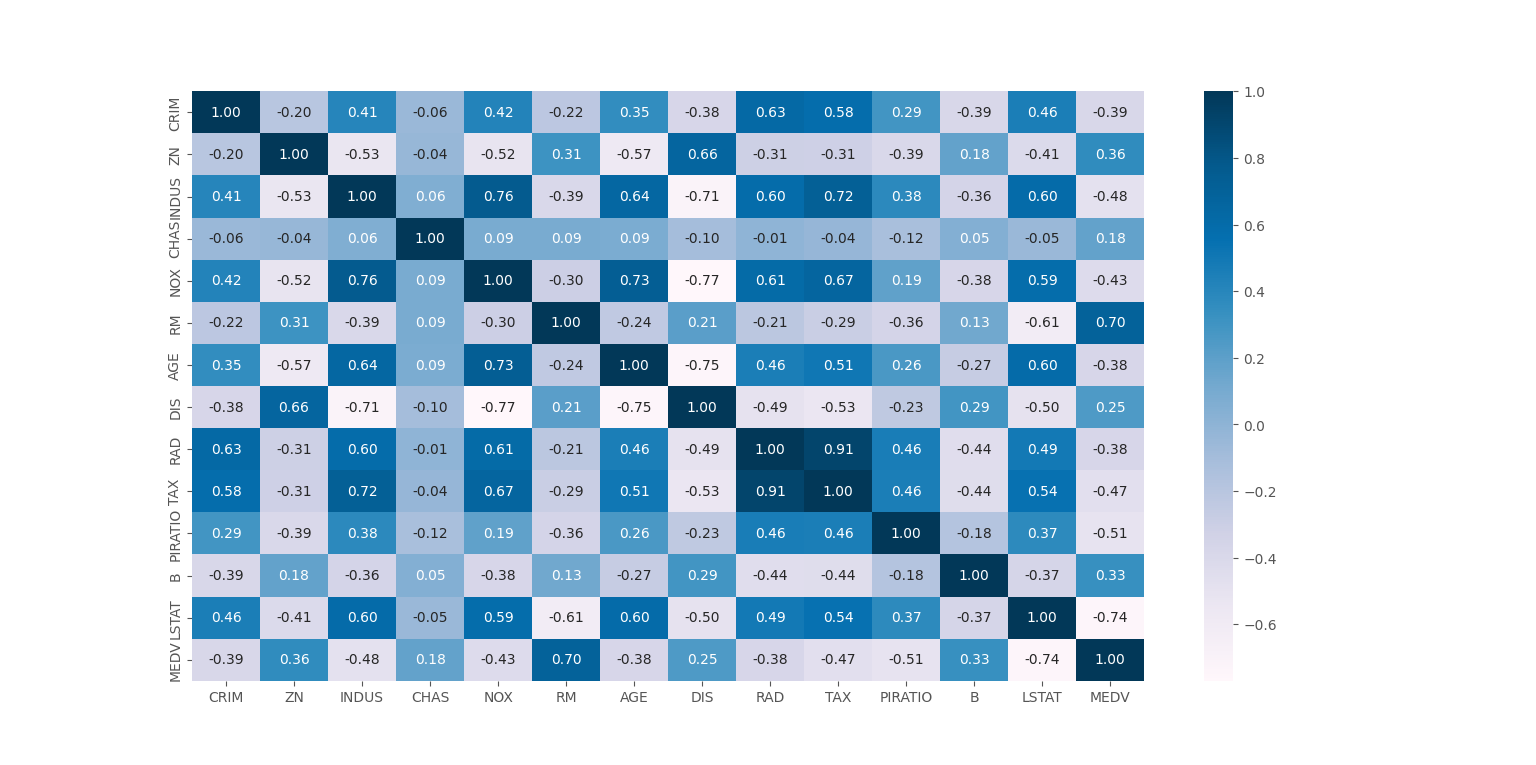 CRIM 1.00 -0.20 0.41 -0.06 0.42 -0.22 0.35 -0.38 0.63 0.58 0.29 -0.39 0.46 -0.39
ZN -0.20 1.00 -0.53 -0.04 -0.52 0.31 -0.57 0.66 -0.31 -0.31 -0.39 0.18 -0.41 0.36
INDUS 0.41 -0.53 1.00 0.06 0.76 -0.39 0.64 -0.71 0.60 0.72 0.38 -0.36 0.60 -0.48
CHAS -0.06 -0.04 0.06 1.00 0.09 0.09 0.09 -0.10 -0.01 -0.04 -0.12 0.05 -0.05 0.18
NOX 0.42 -0.52 0.76 0.09 1.00 -0.30 0.73 -0.77 0.61 0.67 0.19 -0.38 0.59 -0.43
RM -0.22 0.31 -0.39 0.09 -0.30 1.00 -0.24 0.21 -0.21 -0.29 -0.36 0.13 -0.61 0.70
AGE 0.35 -0.57 0.64 0.09 0.73 -0.24 1.00 -0.75 0.46 0.51 0.26 -0.27 0.60 -0.38
DIS -0.38 0.66 -0.71 -0.10 -0.77 0.21 -0.75 1.00 -0.49 -0.53 -0.23 0.29 -0.50 0.25
RAD 0.63 -0.31 0.60 -0.01 0.61 -0.21 0.46 -0.49 1.00 0.91 0.46 -0.44 0.49 -0.38
TAX 0.58 -0.31 0.72 -0.04 0.67 -0.29 0.51 -0.53 0.91 1.00 0.46 -0.44 0.54 -0.47
PIRATIO 0.29 -0.39 0.38 -0.12 0.19 -0.36 0.26 -0.23 0.46 0.46 1.00 -0.18 0.37 -0.51
B -0.39 0.18 -0.36 0.05 -0.38 0.13 -0.27 0.29 -0.44 -0.44 -0.18 1.00 -0.37 0.33
LSTAT 0.46 -0.41 0.60 -0.05 0.59 -0.61 0.60 -0.50 0.49 0.54 0.37 -0.37 1.00 -0.74
MEDV -0.39 0.36 -0.48 0.18 -0.43 0.70 -0.38 0.25 -0.38 -0.47 -0.51 0.33 -0.74 1.00
CRIM ZN INDUS CHAS NOX RM AGE DIS RAD TAX PIRATIO B LSTAT MEDV
1.0
0.8
0.6
0.4
0.2
0.0
−0.2
−0.4
−0.6